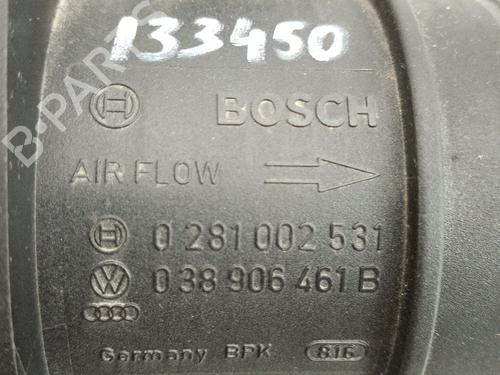 133450
BOSCH
AIR FLOW
0 281 002 531
038 906 461 B
Germany BPK 816
B-PARTS